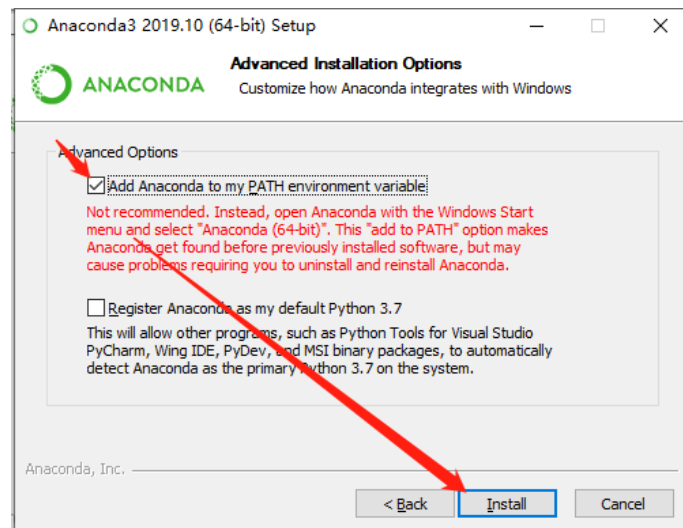 Anaconda3 2019.10 (64-bit) Setup
Advanced Installation Options
ANACONDA
Customize how Anaconda integrates with Windows
Advanced Options
Add Anaconda to my PATH environment variable
Not recommended. Instead, open Anaconda with the Windows Start
menu and select "Anaconda (64-bit)". This "add to PATH" option makes
Anaconda get found before previously installed software, but may
cause problems requiring you to uninstall and reinstall Anaconda.
Register Anaconda as my default Python 3.7
This will allow other programs, such as Python Tools for Visual Studio
PyCharm, Wing IDE, PyDev, and MSI binary packages, to automatically
detect Anaconda as the primary Python 3.7 on the system.
Anaconda, Inc.
< Back
Install
Cancel